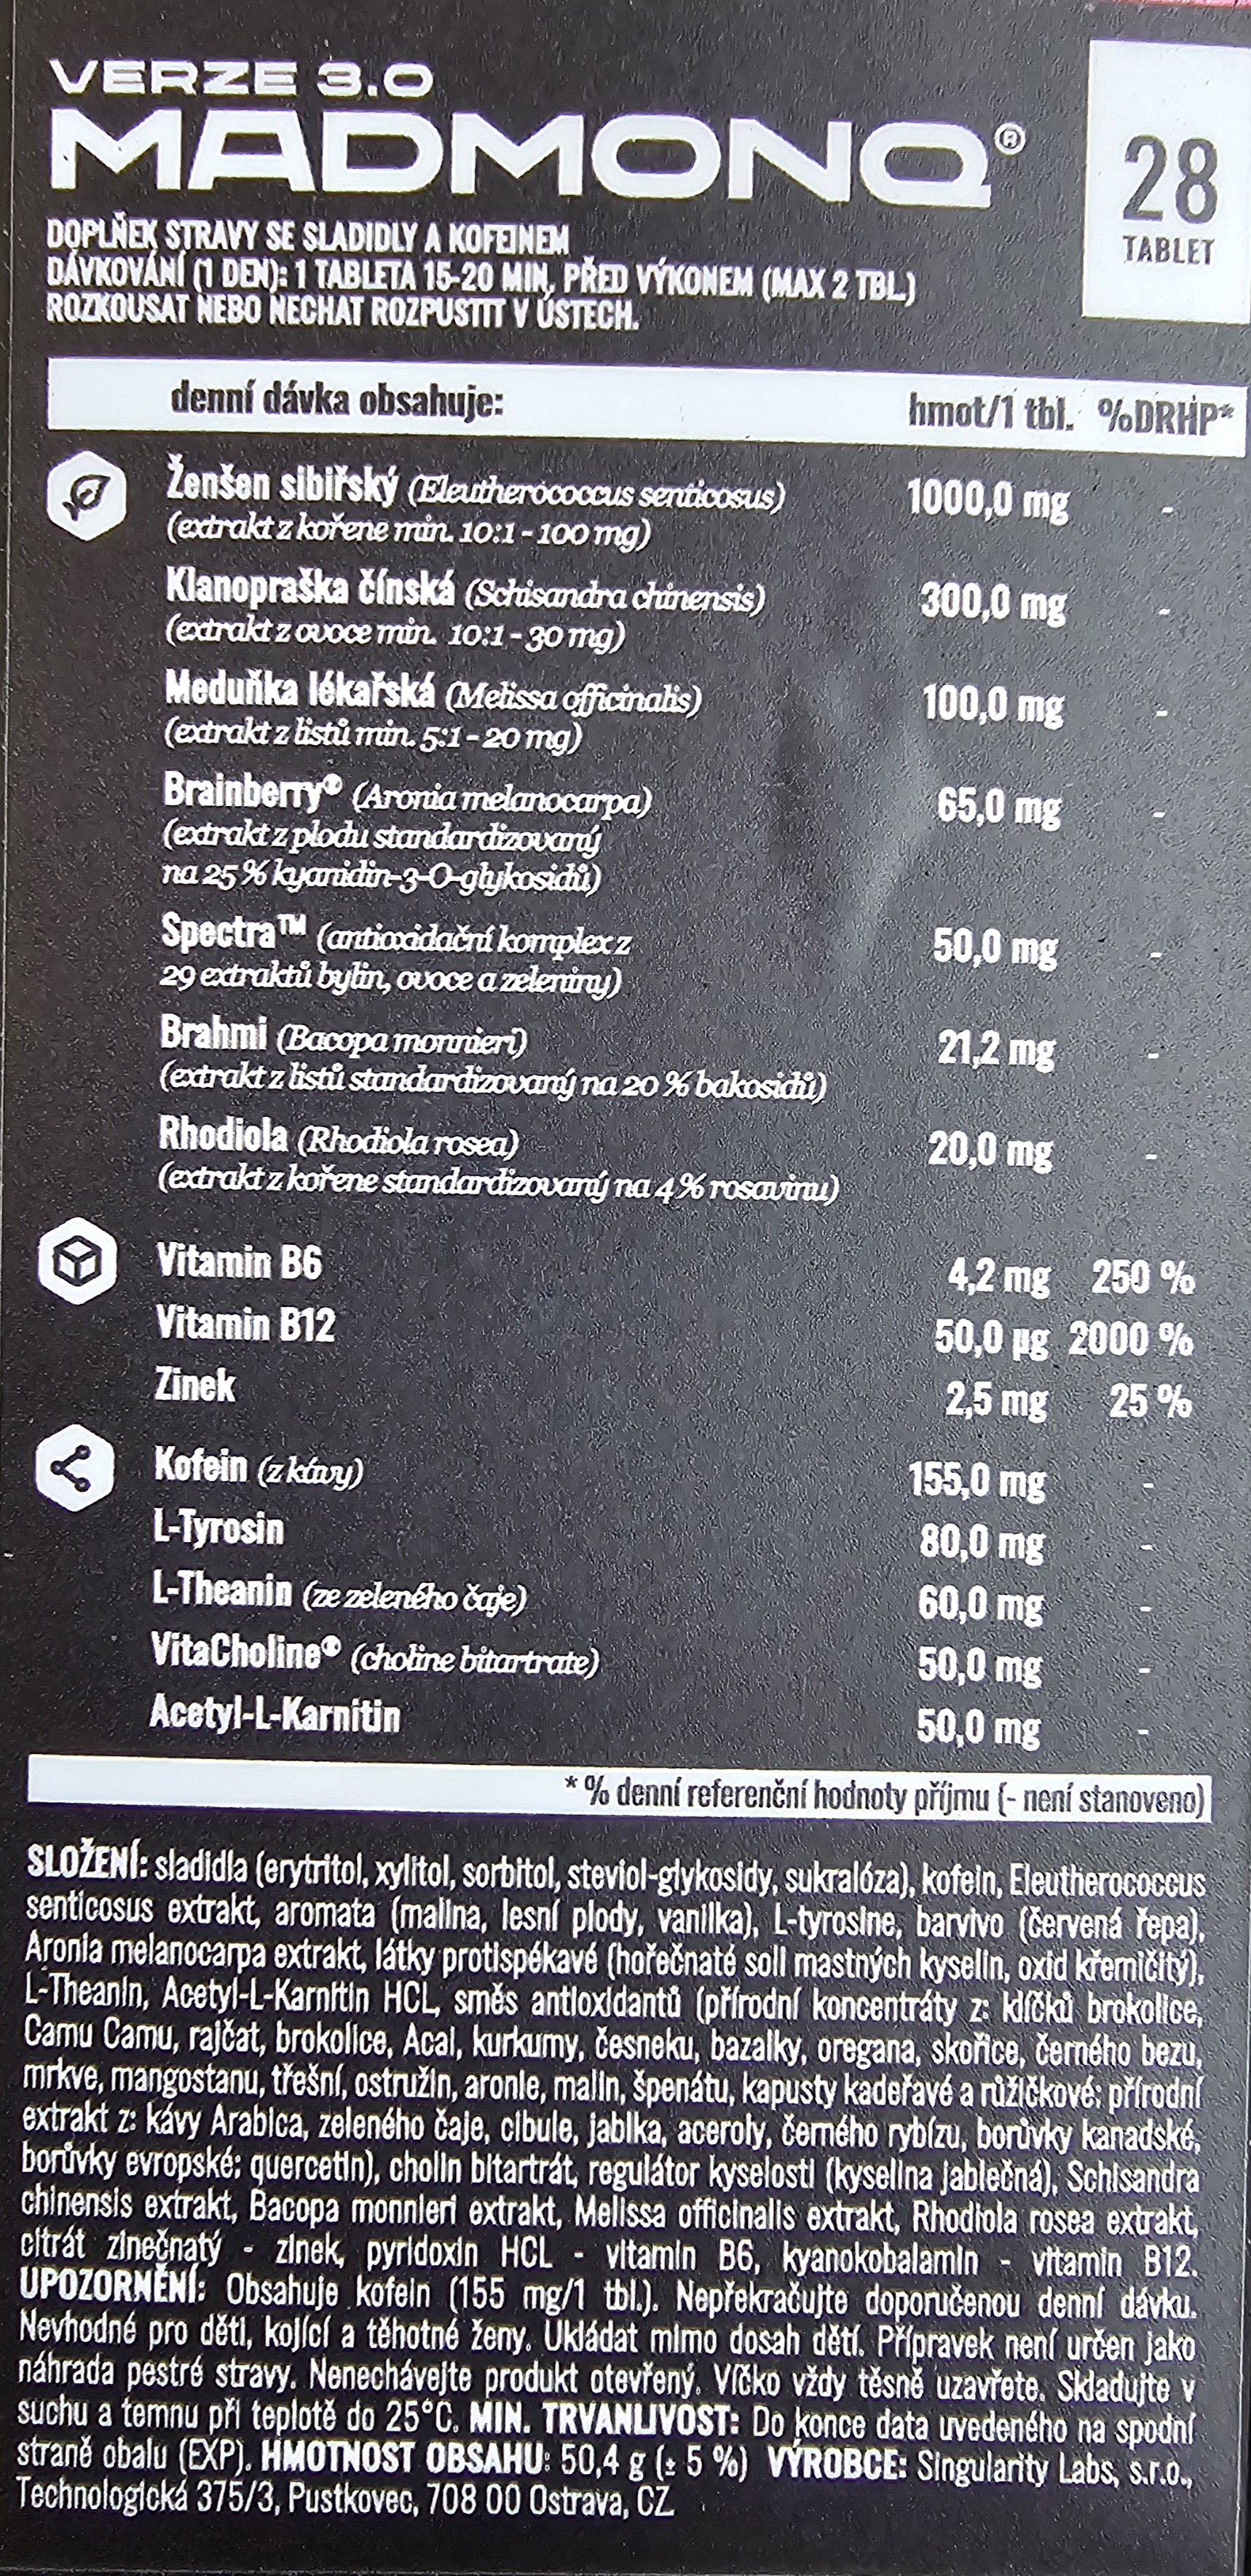 VERZE 3.0
MADMONQ®
28
TABLET
DOPLŇEK STRAVY SE SLADIDLY A KOFEINEM
DÁVKOVÁNÍ (1 DEN): 1 TABLETA 15-20 MIN. PŘED VÝKONEM (MAX 2 TBL.)
ROZKOUSAT NEBO NECHAT ROZPUSTIT V ÚSTECH.
denní dávka obsahuje: hmot/1 tbl. %DRHP*
Ženšen sibiřský (Eleutherococcus senticosus) 1000,0 mg -
(extrakt z kořene min. 10:1 - 100 mg)
Klanopraška čínská (Schisandra chinensis) 300,0 mg -
(extrakt z ovoce min. 10:1 - 30 mg)
Meduňka lékařská (Melissa officinalis) 100,0 mg -
(extrakt z listů min. 5:1 - 20 mg)
Brainberry® (Aronia melanocarpa) 65,0 mg -
(extrakt z plodu standardizovaný
na 25 % kyanidin-3-O-glykosidů)
Spectra™ (antioxidační komplex z 50,0 mg -
29 extraktů bylin, ovoce a zeleniny)
Brahmi (Bacopa monnieri) 21,2 mg -
(extrakt z listů standardizovaný na 20 % bakosidů)
Rhodiola (Rhodiola rosea) 20,0 mg -
(extrakt z kořene standardizovaný na 4 % rosavinu)
Vitamin B6 4,2 mg 250 %
Vitamin B12 50,0 µg 2000 %
Zinek 2,5 mg 25 %
Kofein (z kávy) 155,0 mg -
L-Tyrosin 80,0 mg -
L-Theanin (ze zeleného čaje) 60,0 mg -
VitaCholine® (choline bitartrate) 50,0 mg -
Acetyl-L-Karnitin 50,0 mg -
* % denní referenční hodnoty příjmu (- není stanoveno)
SLOŽENÍ: sladidla (erytritol, xylitol, sorbitol, steviol-glykosidy, sukralóza), kofein, Eleutherococcus
senticosus extrakt, aromata (malina, lesní plody, vanilka), L-tyrosine, barvivo (červená řepa),
Aronia melanocarpa extrakt, látky protispékavé (hořečnaté soli mastných kyselin, oxid křemičitý),
L-Theanin, Acetyl-L-Karnitin HCL, směs antioxidantů (přírodní koncentráty z: klíčků brokolice,
Camu Camu, rajčat, brokolice, Acai, kurkumy, česneku, bazalky, oregana, skořice, černého bezu,
mrkve, mangostanu, třešní, ostružin, aronie, malin, špenátu, kapusty kadeřavé a růžičkové; přírodní
extrakt z: kávy Arabica, zeleného čaje, cibule, jablka, aceroly, černého rybízu, borůvky kanadské,
borůvky evropské; quercetin), cholin bitartrát, regulátor kyselosti (kyselina jablečná), Schisandra
chinensis extrakt, Bacopa monnieri extrakt, Melissa officinalis extrakt, Rhodiola rosea extrakt,
citrát zinečnatý - zinek, pyridoxin HCL - vitamin B6, kyanokobalamin - vitamin B12.
UPOZORNĚNÍ: Obsahuje kofein (155 mg/1 tbl.). Nepřekračujte doporučenou denní dávku.
Nevhodné pro děti, kojící a těhotné ženy. Ukládat mimo dosah dětí. Přípravek není určen jako
náhrada pestré stravy. Nenechávejte produkt otevřený. Víčko vždy těsně uzavřete. Skladujte v
suchu a temnu při teplotě do 25°C. MIN. TRVANLIVOST: Do konce data uvedeného na spodní
straně obalu (EXP). HMOTNOST OBSAHU: 50,4 g (± 5 %) VÝROBCE: Singularity Labs, s.r.o.,
Technologická 375/3, Pustkovec, 708 00 Ostrava, CZ